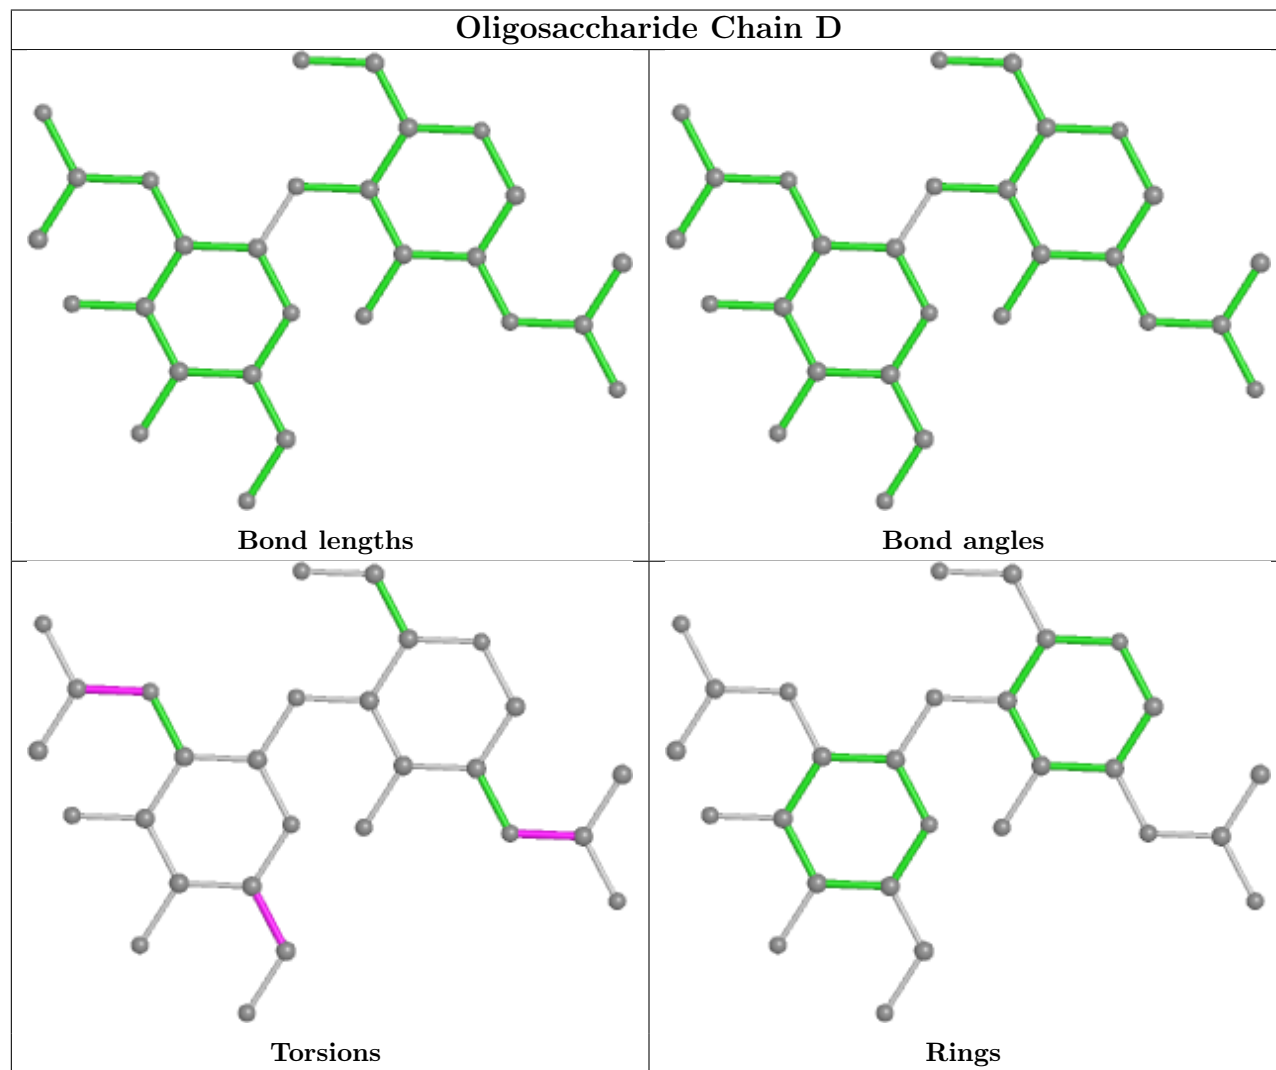 Oligosaccharide Chain D
Bond lengths
Bond angles
Torsions
Rings